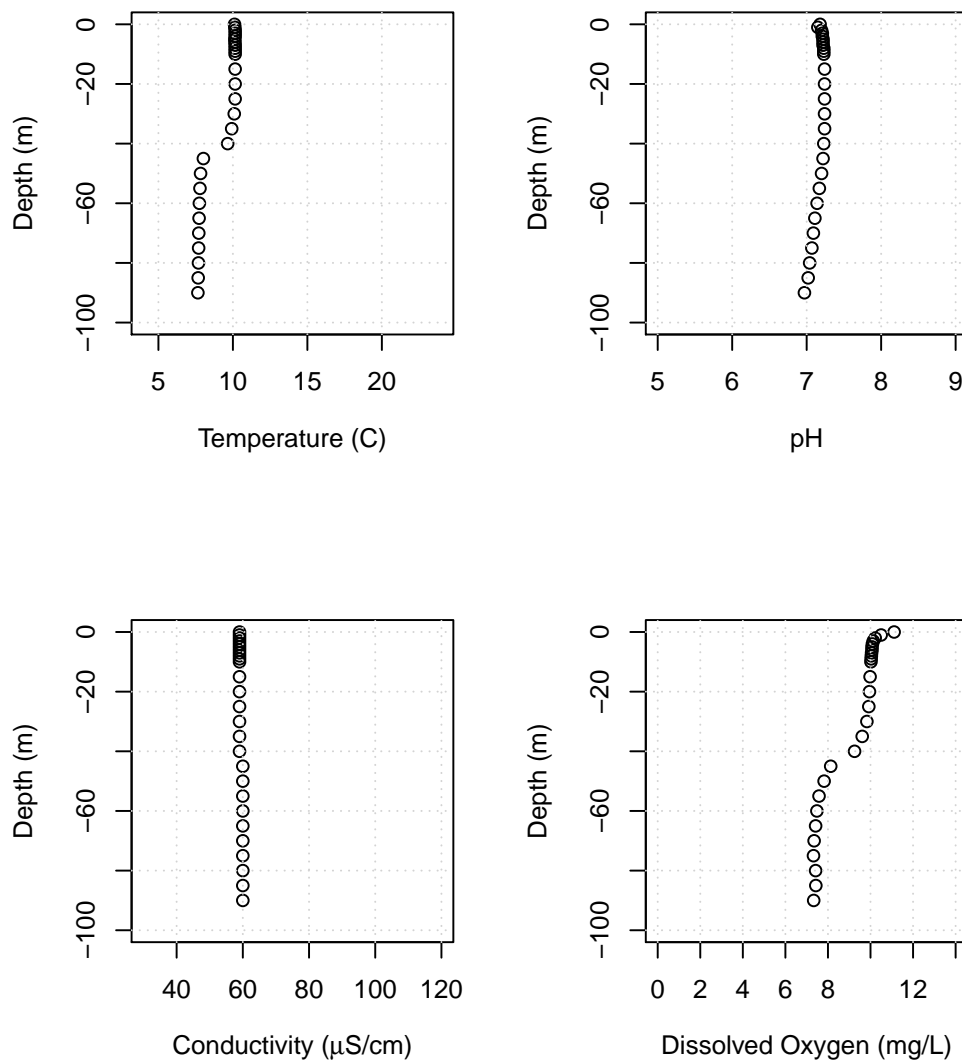 0
−20
−60
−100
Depth (m)
5 10 15 20
Temperature (C)
0
−20
−60
−100
Depth (m)
5 6 7 8 9
pH
0
−20
−60
−100
Depth (m)
40 60 80 100 120
Conductivity (μS/cm)
0
−20
−60
−100
Depth (m)
0 2 4 6 8 12
Dissolved Oxygen (mg/L)